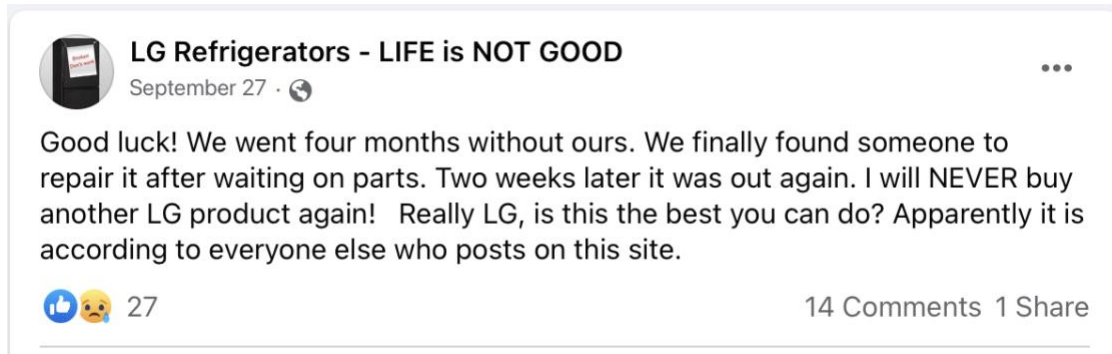 LG Refrigerators - LIFE is NOT GOOD
September 27 ·
Good luck! We went four months without ours. We finally found someone to
repair it after waiting on parts. Two weeks later it was out again. I will NEVER buy
another LG product again!   Really LG, is this the best you can do? Apparently it is
according to everyone else who posts on this site.
27
14 Comments 1 Share